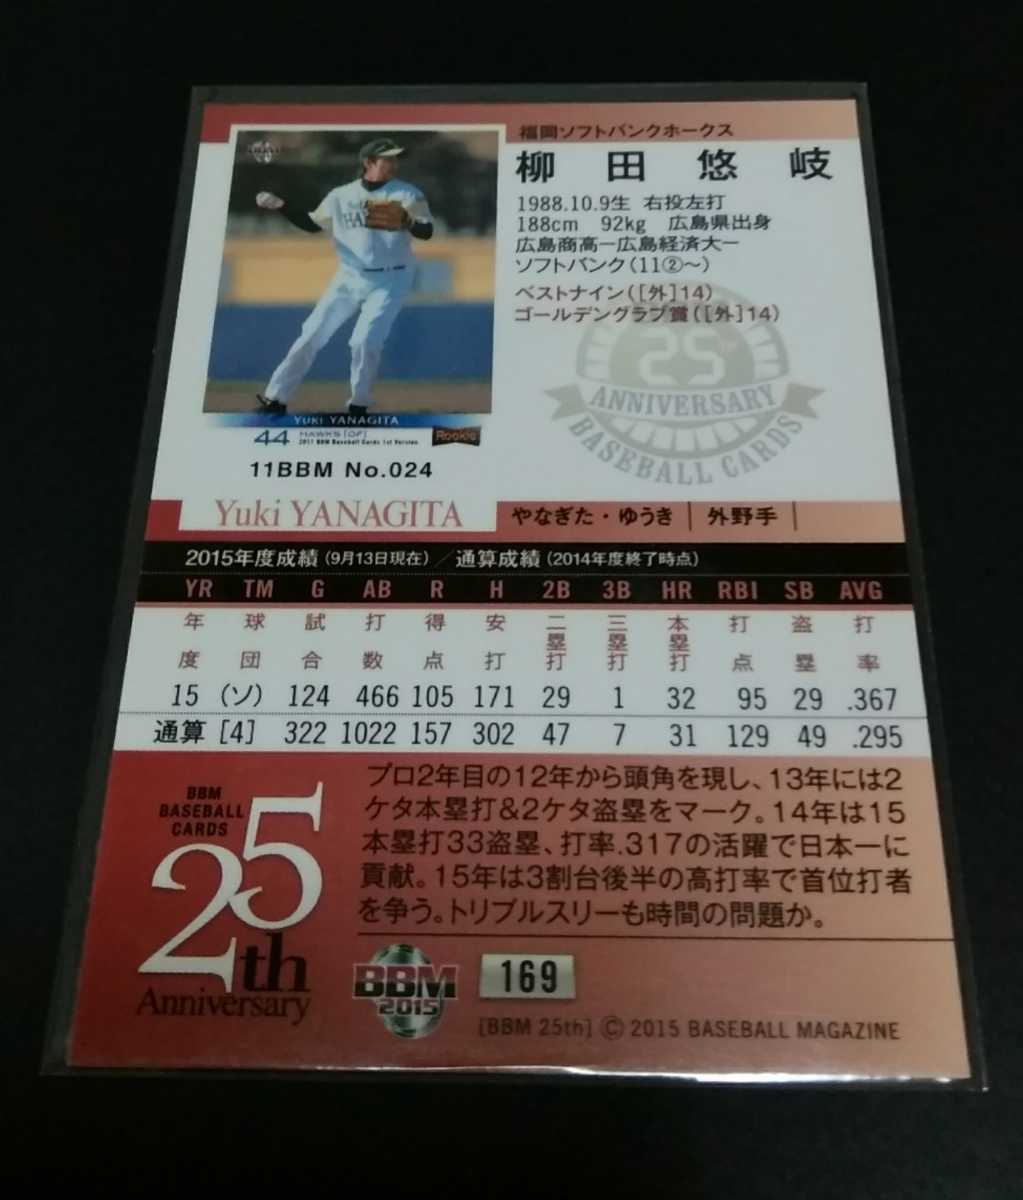 福岡ソフトバンクホークス
柳田悠岐
1988.10.9生 右投左打
188cm 92kg 広島県出身
広島商高ー広島経済大ー
ソフトバンク(11②〜)
ベストナイン([外]14)
ゴールデングラブ賞([外]14)
25th
ANNIVERSARY
BASEBALL CARDS
HA
Yuki YANAGITA
44 HAWKS [OF]
2011 BBM Baseball Cards 1st Version
Rookie
11BBM No.024
Yuki YANAGITA
やなぎた・ゆうき | 外野手 |
2015年度成績(9月13日現在)/通算成績(2014年度終了時点)
YR TM G AB R H 2B 3B HR RBI SB AVG
年度 球団 試合 打数 得点 安打 二塁打 三塁打 本塁打 打点 盗塁 打率
15 (ソ) 124 466 105 171 29 1 32 95 29 .367
通算 [4] 322 1022 157 302 47 7 31 129 49 .295
BBM
BASEBALL
CARDS
25th
Anniversary
プロ2年目の12年から頭角を現し、13年には2
ケタ本塁打&2ケタ盗塁をマーク。14年は15
本塁打33盗塁、打率.317の活躍で日本一に
貢献。15年は3割台後半の高打率で首位打者
を争う。トリプルスリーも時間の問題か。
BBM
2015
169
[BBM 25th] © 2015 BASEBALL MAGAZINE